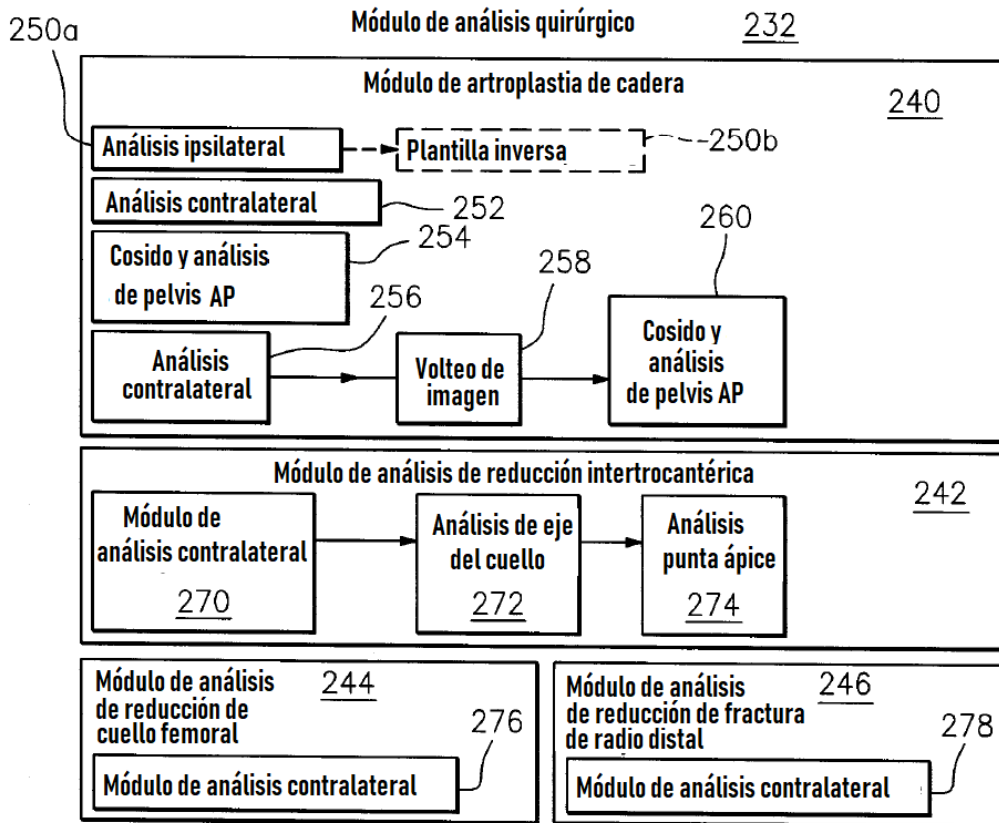 Módulo de análisis quirúrgico 232
250a
Módulo de artroplastia de cadera
240
Análisis ipsilateral
Plantilla inversa
250b
Análisis contralateral
252
Cosido y análisis
de pelvis AP
254
256
258
260
Análisis
contralateral
Volteo de
imagen
Cosido y
análisis
de pelvis AP
Módulo de análisis de reducción intertrocantérica
242
Módulo de
análisis contralateral
270
Análisis de eje
del cuello
272
Análisis
punta ápice
274
Módulo de análisis
de reducción de
cuello femoral
244
276
Módulo de análisis contralateral
Módulo de análisis
de reducción de fractura
de radio distal
246
278
Módulo de análisis contralateral